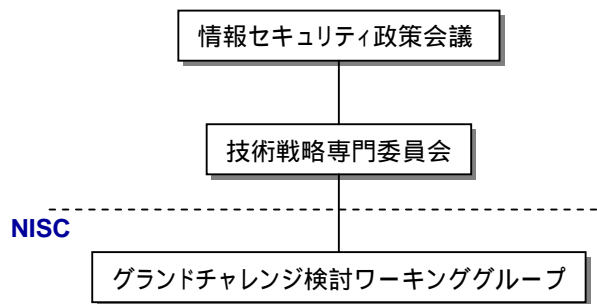 情報セキュリティ政策会議
技術戦略専門委員会
NISC
グランドチャレンジ検討ワーキンググループ